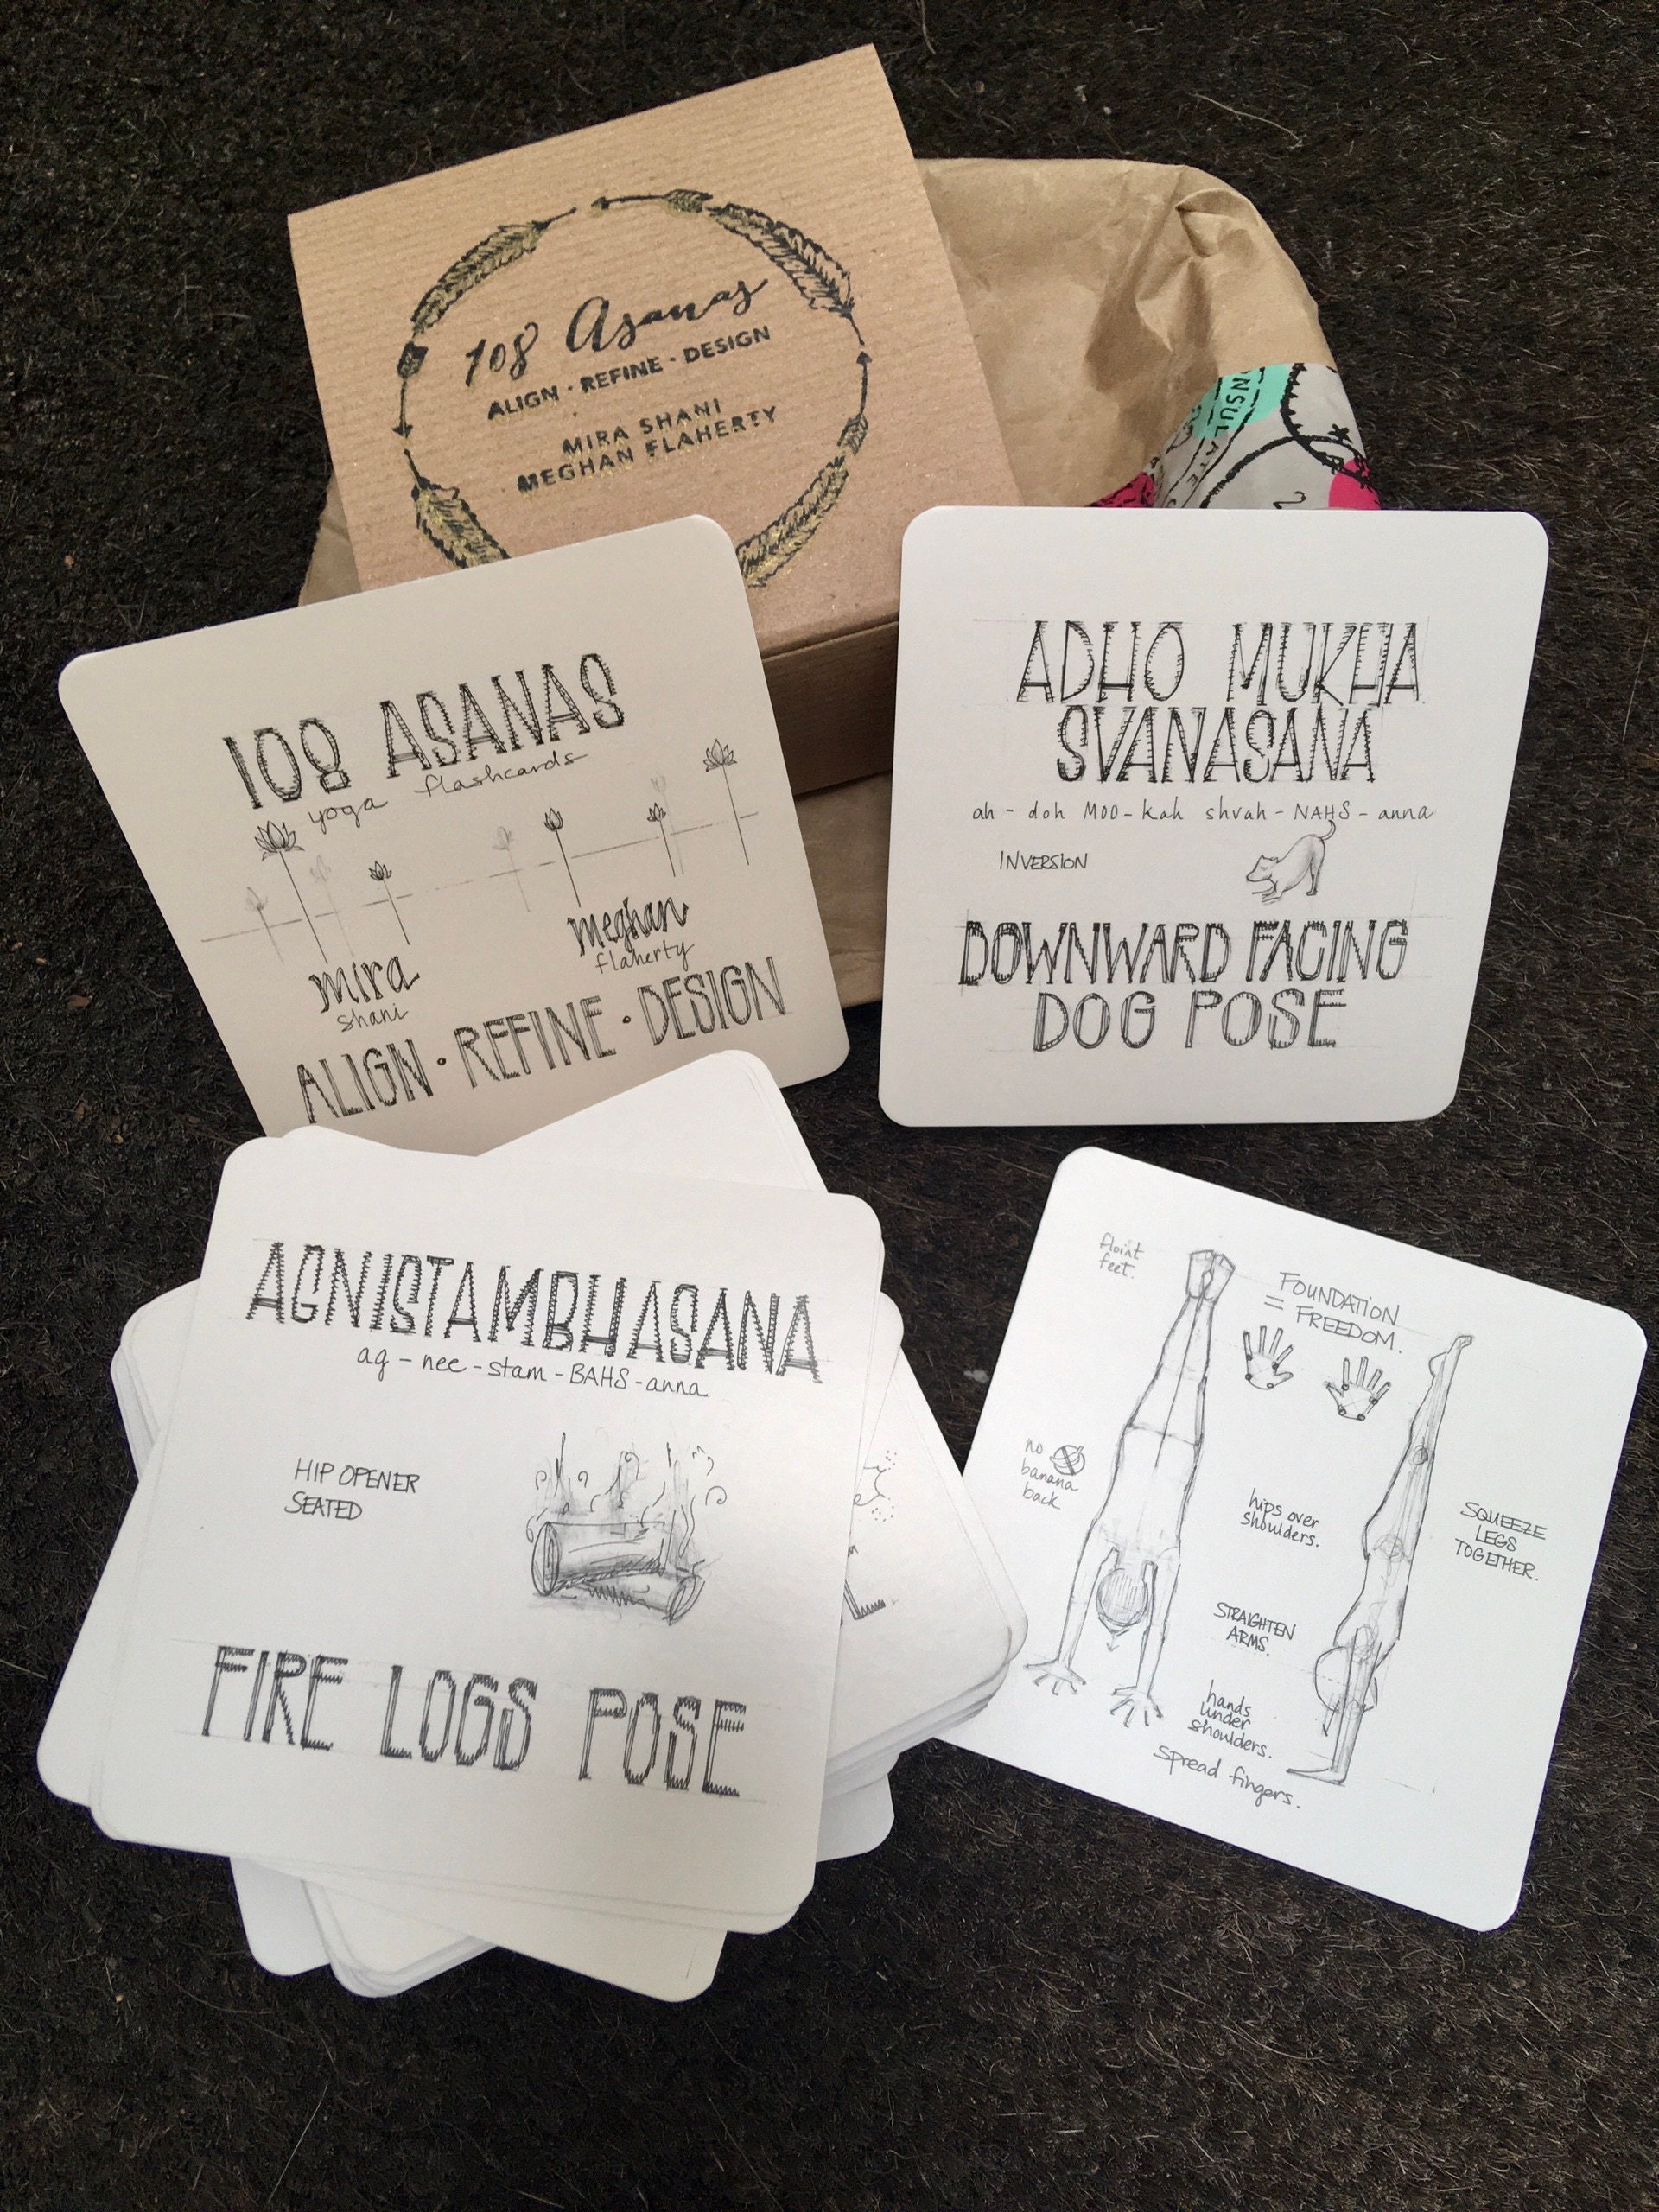 108 Asanas
ALIGN · REFINE · DESIGN
MIRA SHANI
MEGHAN FLAHERTY
NSUL
ATE
108 ASANAS
yoga flashcards
mira
shani
meghan
flaherty
ALIGN · REFINE · DESIGN
ADHO MUKHA
SVANASANA
ah - doh MOO - kah shvah - NAHS - anna
INVERSION
DOWNWARD FACING
DOG POSE
AGNISTAMBHASANA
ag - nee - stam - BAHS - anna
HIP OPENER
SEATED
FIRE LOGS POSE
floint
feet.
FOUNDATION
= FREEDOM.
no
banana
back
hips over
shoulders.
SQUEEZE
LEGS
TOGETHER.
STRAIGHTEN
ARMS.
hands
under
shoulders.
spread fingers.